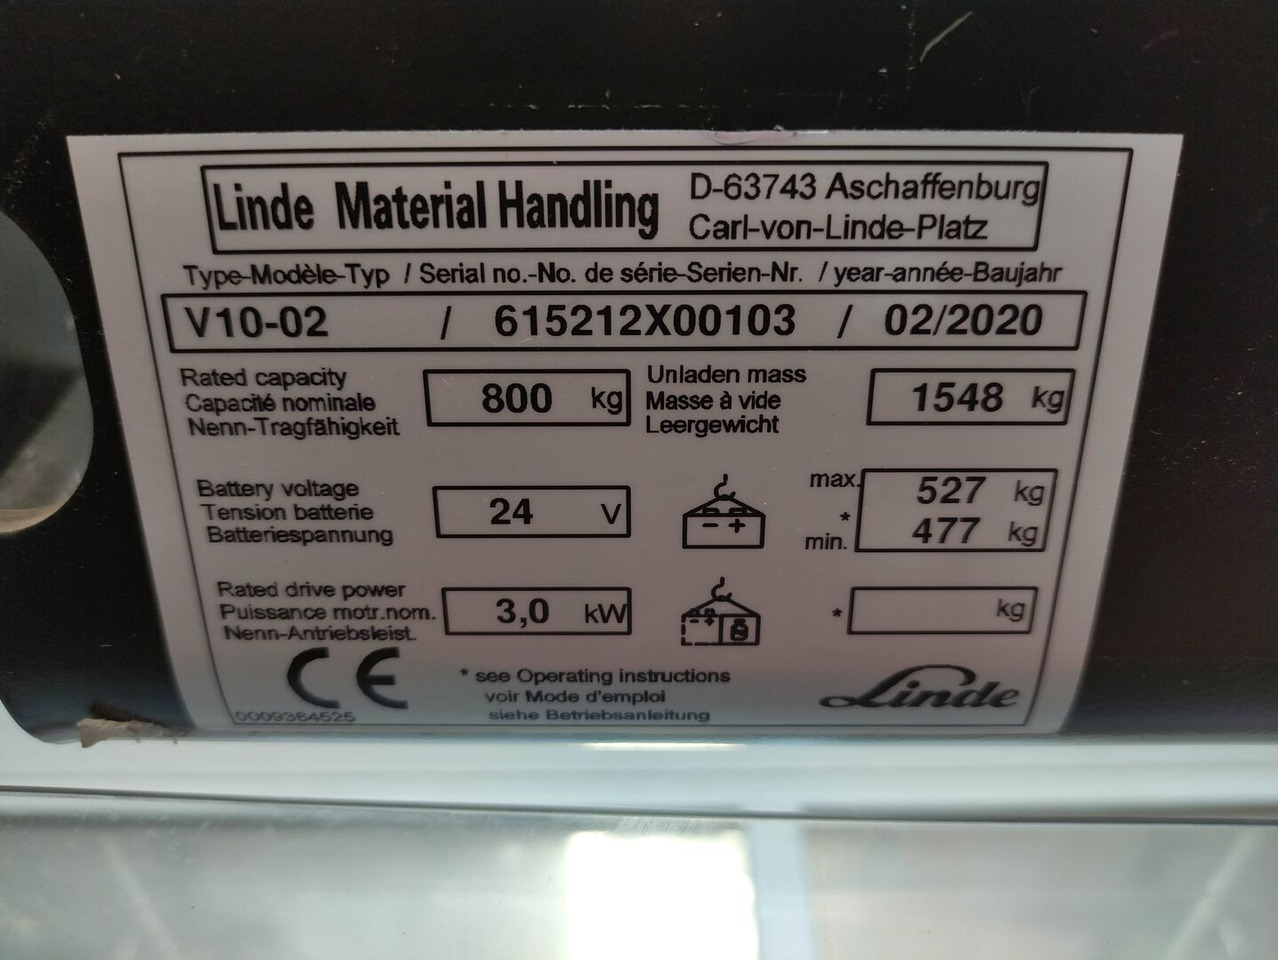 Linde Material Handling
D-63743 Aschaffenburg
Carl-von-Linde-Platz
Type-Modèle-Typ / Serial no.-No. de série-Serien-Nr. / year-année-Baujahr
V10-02 / 615212X00103 / 02/2020
Rated capacity
Capacité nominale
Nenn-Tragfähigkeit
800 kg
Unladen mass
Masse à vide
Leergewicht
1548 kg
Battery voltage
Tension batterie
Batteriespannung
24 V
- +
max. 527 kg
*
min. 477 kg
Rated drive power
Puissance motr.nom.
Nenn-Antriebsleist.
3,0 kW
- +
* kg
CE
0009384525
* see Operating instructions
voir Mode d'emploi
siehe Betriebsanleitung
Linde